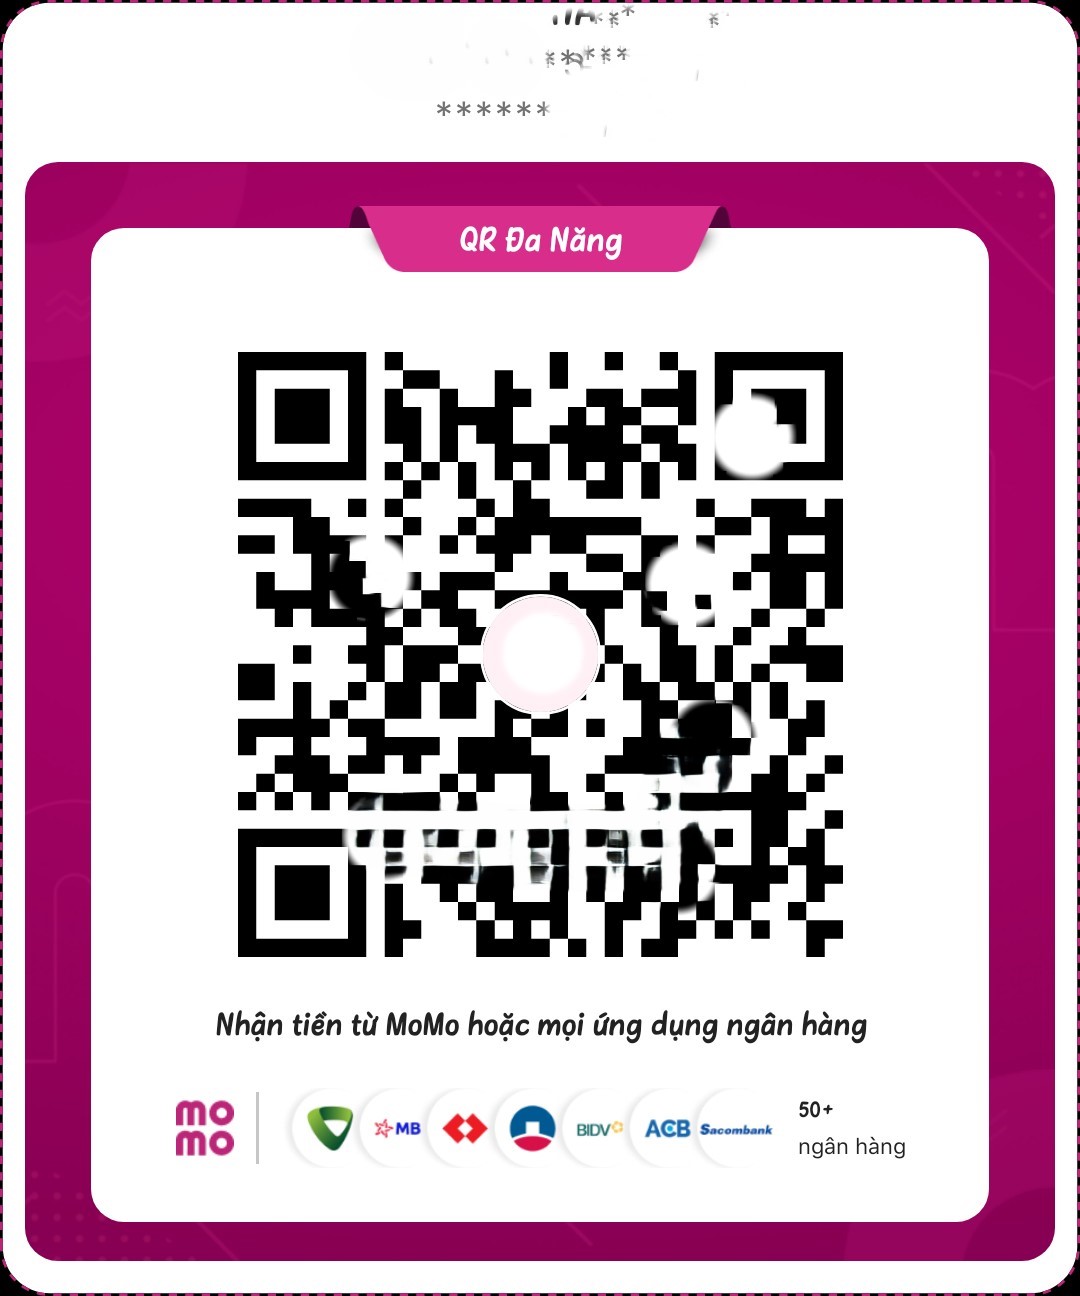 ******
QR Đa Năng
Nhận tiền từ MoMo hoặc mọi ứng dụng ngân hàng
mo
mo
MB
BIDV
ACB
Sacombank
50+
ngân hàng